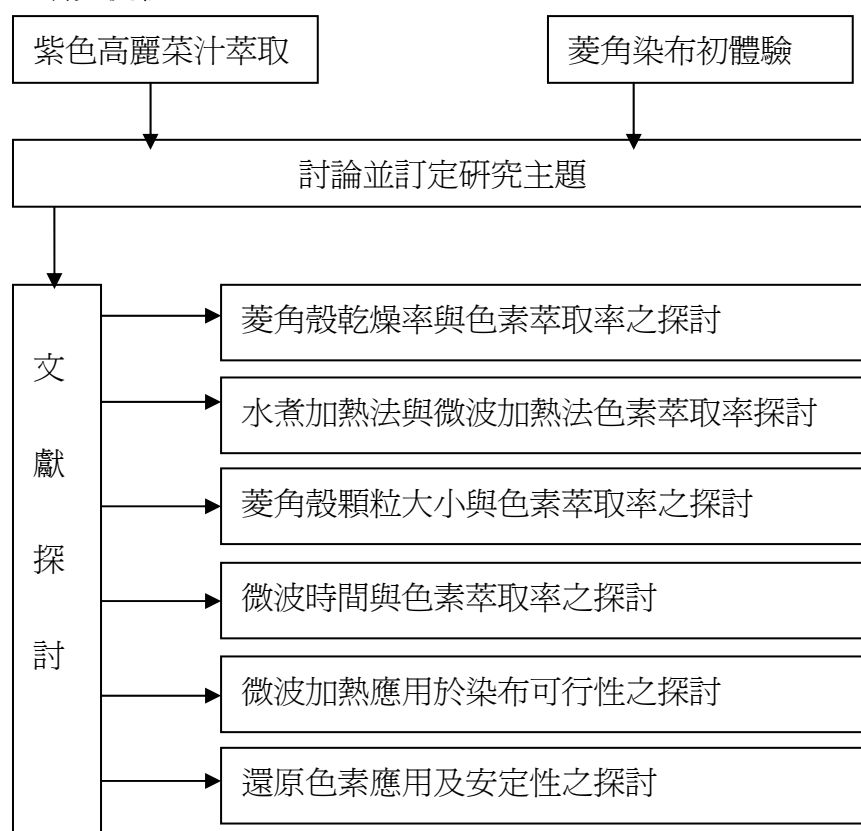 紫色高麗菜汁萃取
菱角染布初體驗
討論並訂定研究主題
文獻探討
菱角殼乾燥率與色素萃取率之探討
水煮加熱法與微波加熱法色素萃取率探討
菱角殼顆粒大小與色素萃取率之探討
微波時間與色素萃取率之探討
微波加熱應用於染布可行性之探討
還原色素應用及安定性之探討